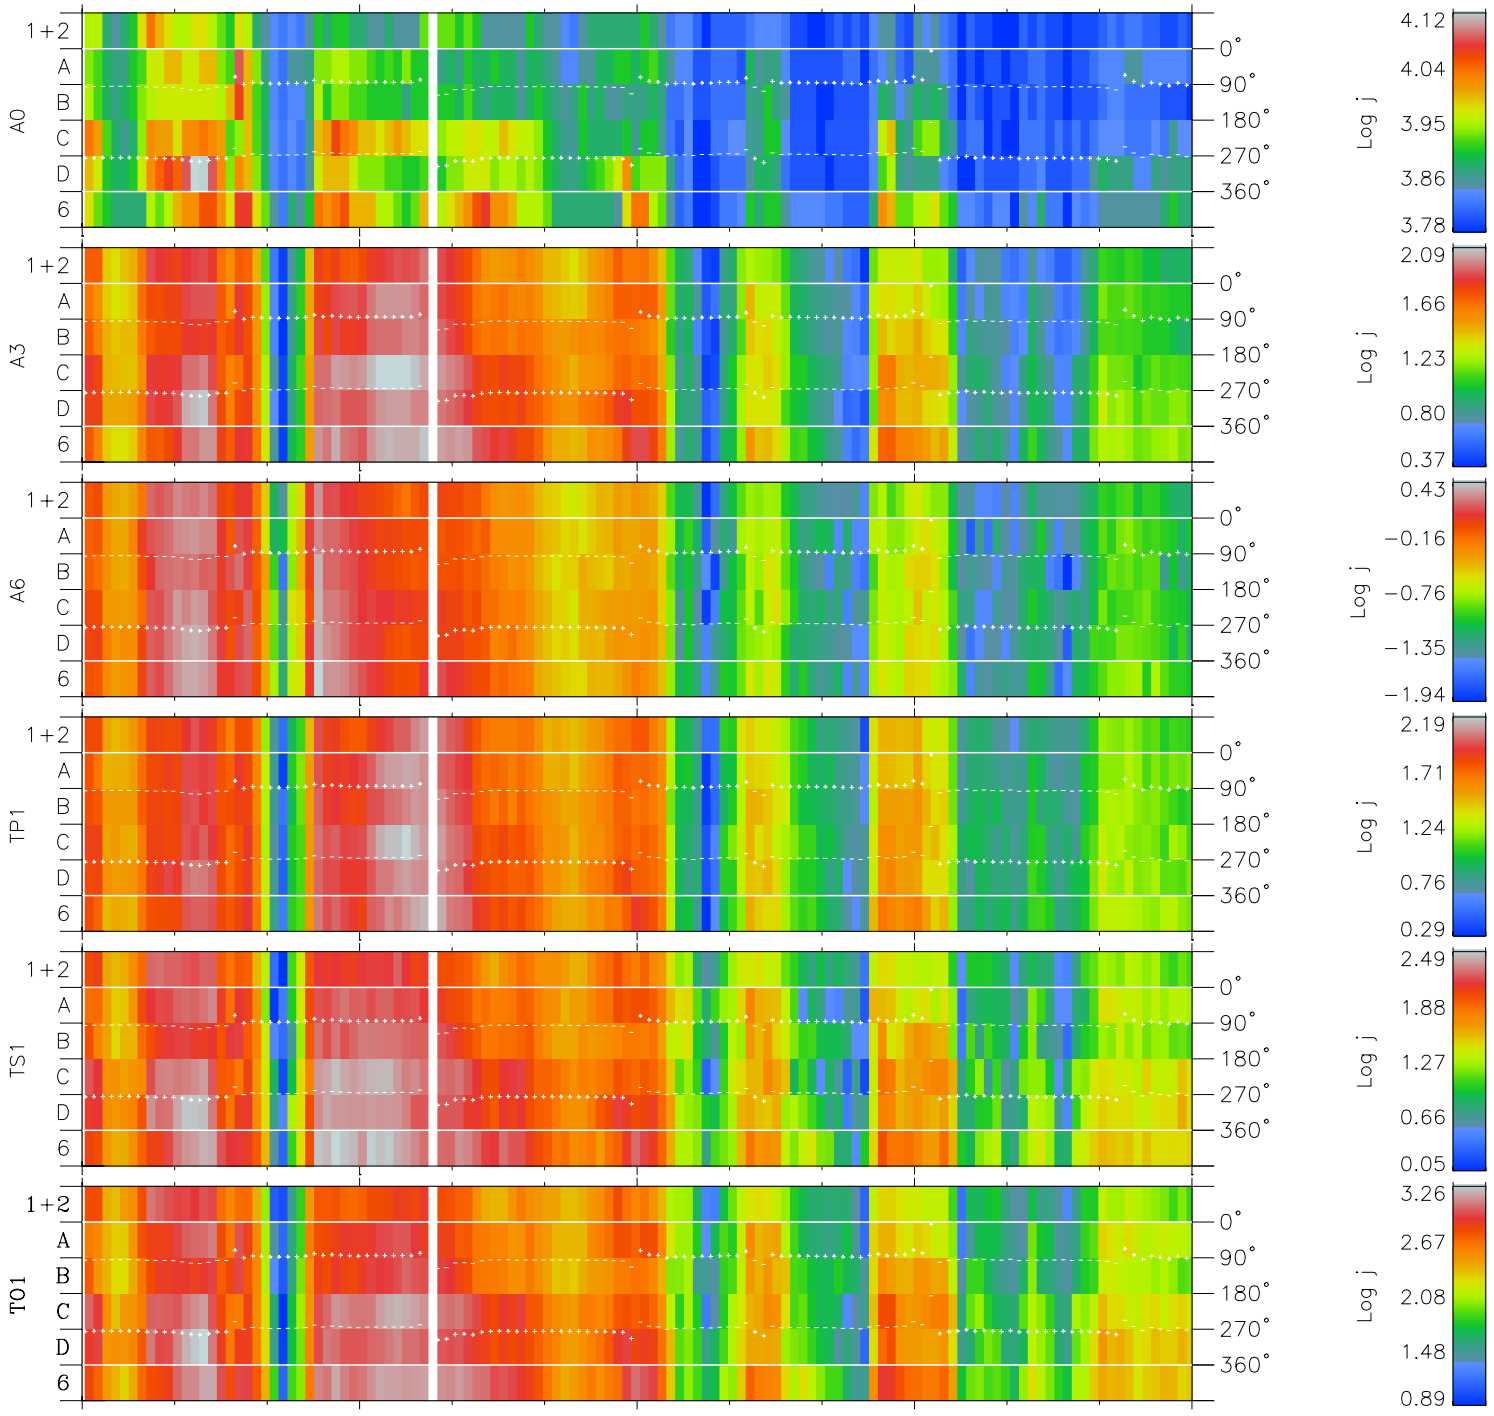 A0
1+2
A
B
C
D
6
0°
90°
180°
270°
360°
Log j
4.12
4.04
3.95
3.86
3.78
A3
1+2
A
B
C
D
6
0°
90°
180°
270°
360°
Log j
2.09
1.66
1.23
0.80
0.37
A6
1+2
A
B
C
D
6
0°
90°
180°
270°
360°
Log j
0.43
−0.16
−0.76
−1.35
−1.94
TP1
1+2
A
B
C
D
6
0°
90°
180°
270°
360°
Log j
2.19
1.71
1.24
0.76
0.29
TS1
1+2
A
B
C
D
6
0°
90°
180°
270°
360°
Log j
2.49
1.88
1.27
0.66
0.05
TO1
1+2
A
B
C
D
6
0°
90°
180°
270°
360°
Log j
3.26
2.67
2.08
1.48
0.89